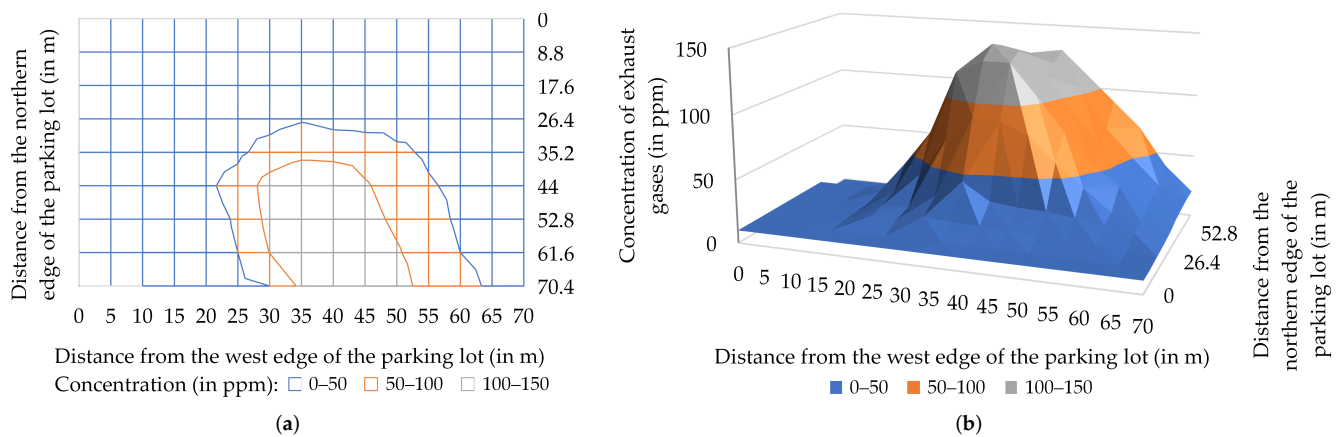 Distance from the northern
edge of the parking lot (in m)
0
8.8
17.6
26.4
35.2
44
52.8
61.6
70.4
0 5 10 15 20 25 30 35 40 45 50 55 60 65 70
Distance from the west edge of the parking lot (in m)
Concentration (in ppm): 0–50 50–100 100–150
(a)
Concentration of exhaust
gases (in ppm)
150
100
50
0
0 5 10 15 20 25 30 35 40 45 50 55 60 65 70
52.8
26.4
0
Distance from the
northern edge of the
parking lot (in m)
Distance from the west edge of the parking lot (in m)
0–50 50–100 100–150
(b)